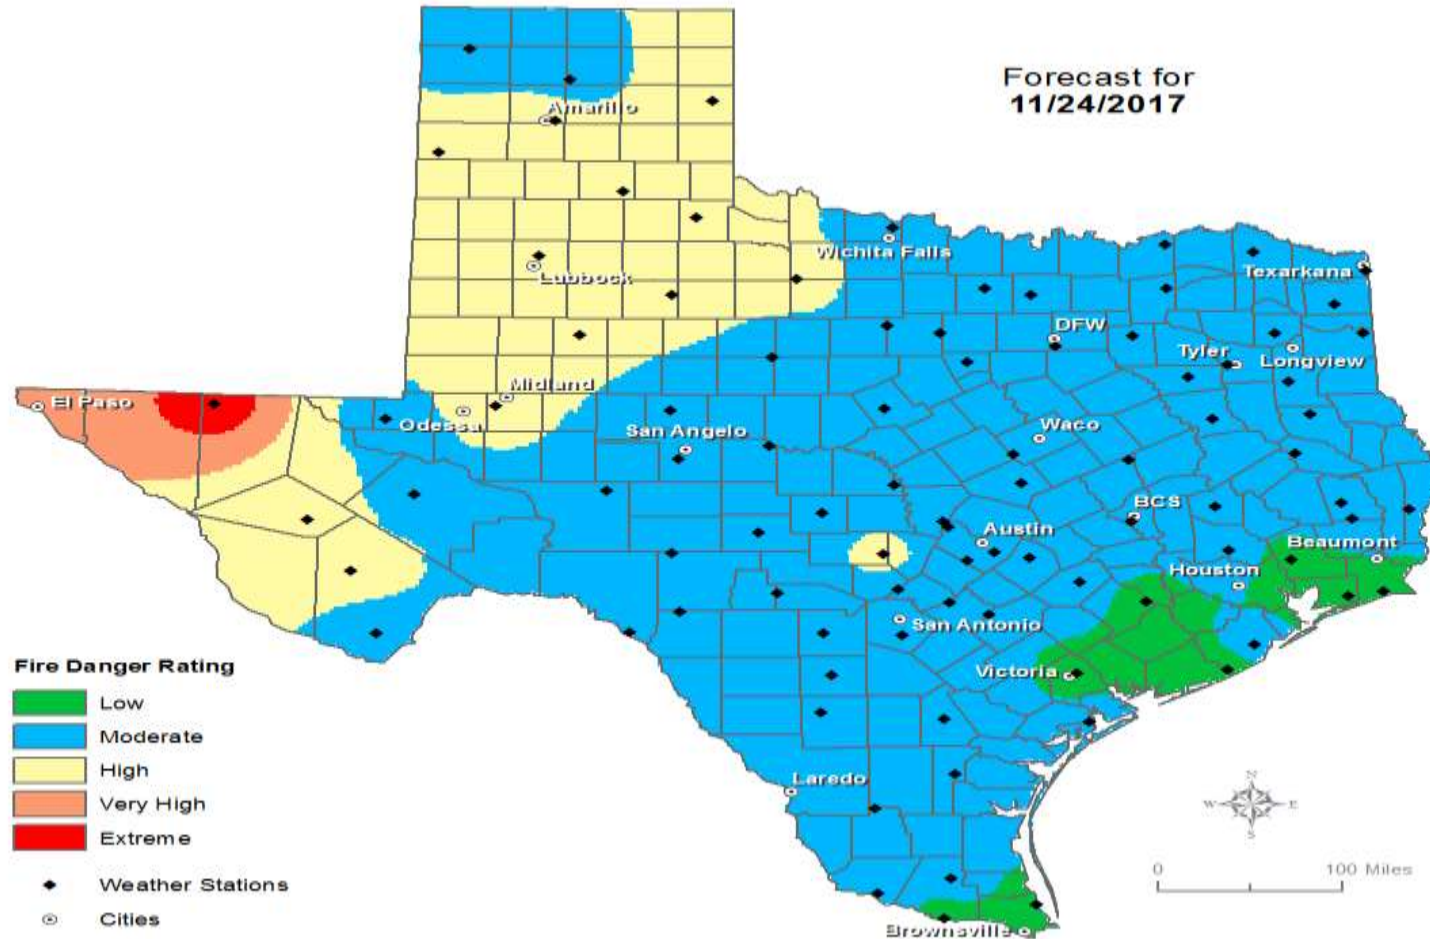 Forecast for
11/24/2017
Amarillo
Wichita Falls
Lubbock
Texarkana
DFW
Tyler
Longview
Midland
El Paso
Odessa
San Angelo
Waco
BCS
Austin
Beaumont
Houston
San Antonio
Victoria
Laredo
Brownsville
Fire Danger Rating
Low
Moderate
High
Very High
Extreme
Weather Stations
Cities
N
W E
S
0 100 Miles